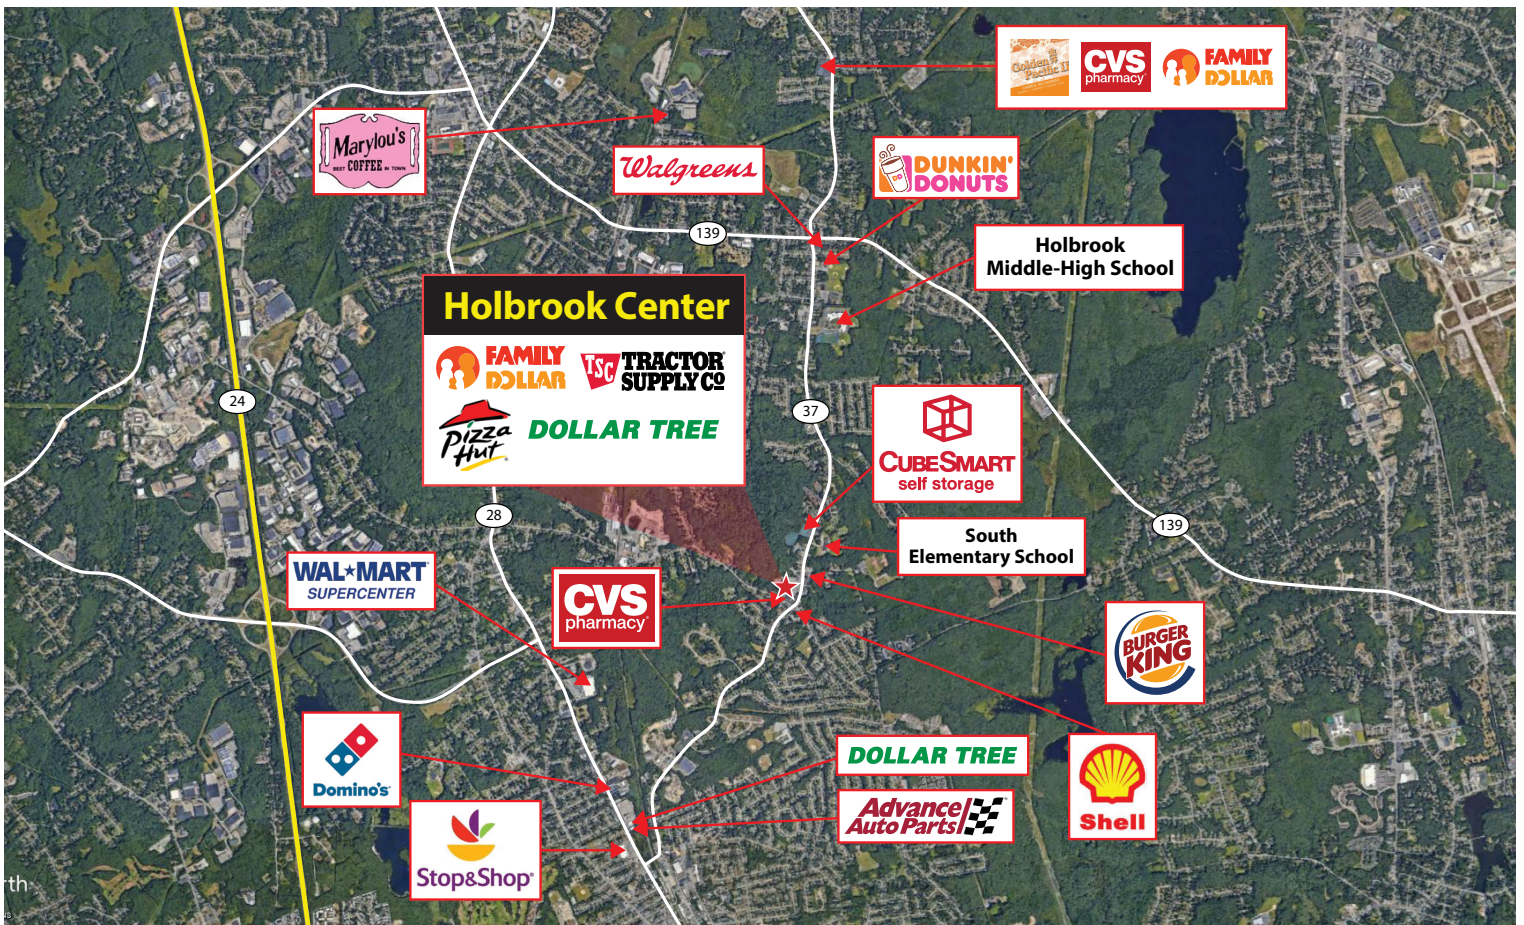 Golden
Pacific II
CVS
pharmacy
FAMILY
DOLLAR
Marylou's
BEST COFFEE IN TOWN
Walgreens
DUNKIN'
DONUTS
139
Holbrook
Middle-High School
Holbrook Center
FAMILY
DOLLAR
TSC TRACTOR
SUPPLY CO
Pizza
Hut
DOLLAR TREE
24
37
CUBESMART
self storage
28
139
South
Elementary School
WAL★MART
SUPERCENTER
CVS
pharmacy
BURGER
KING
Domino's
DOLLAR TREE
Advance
Auto Parts
Shell
Stop&Shop
rth